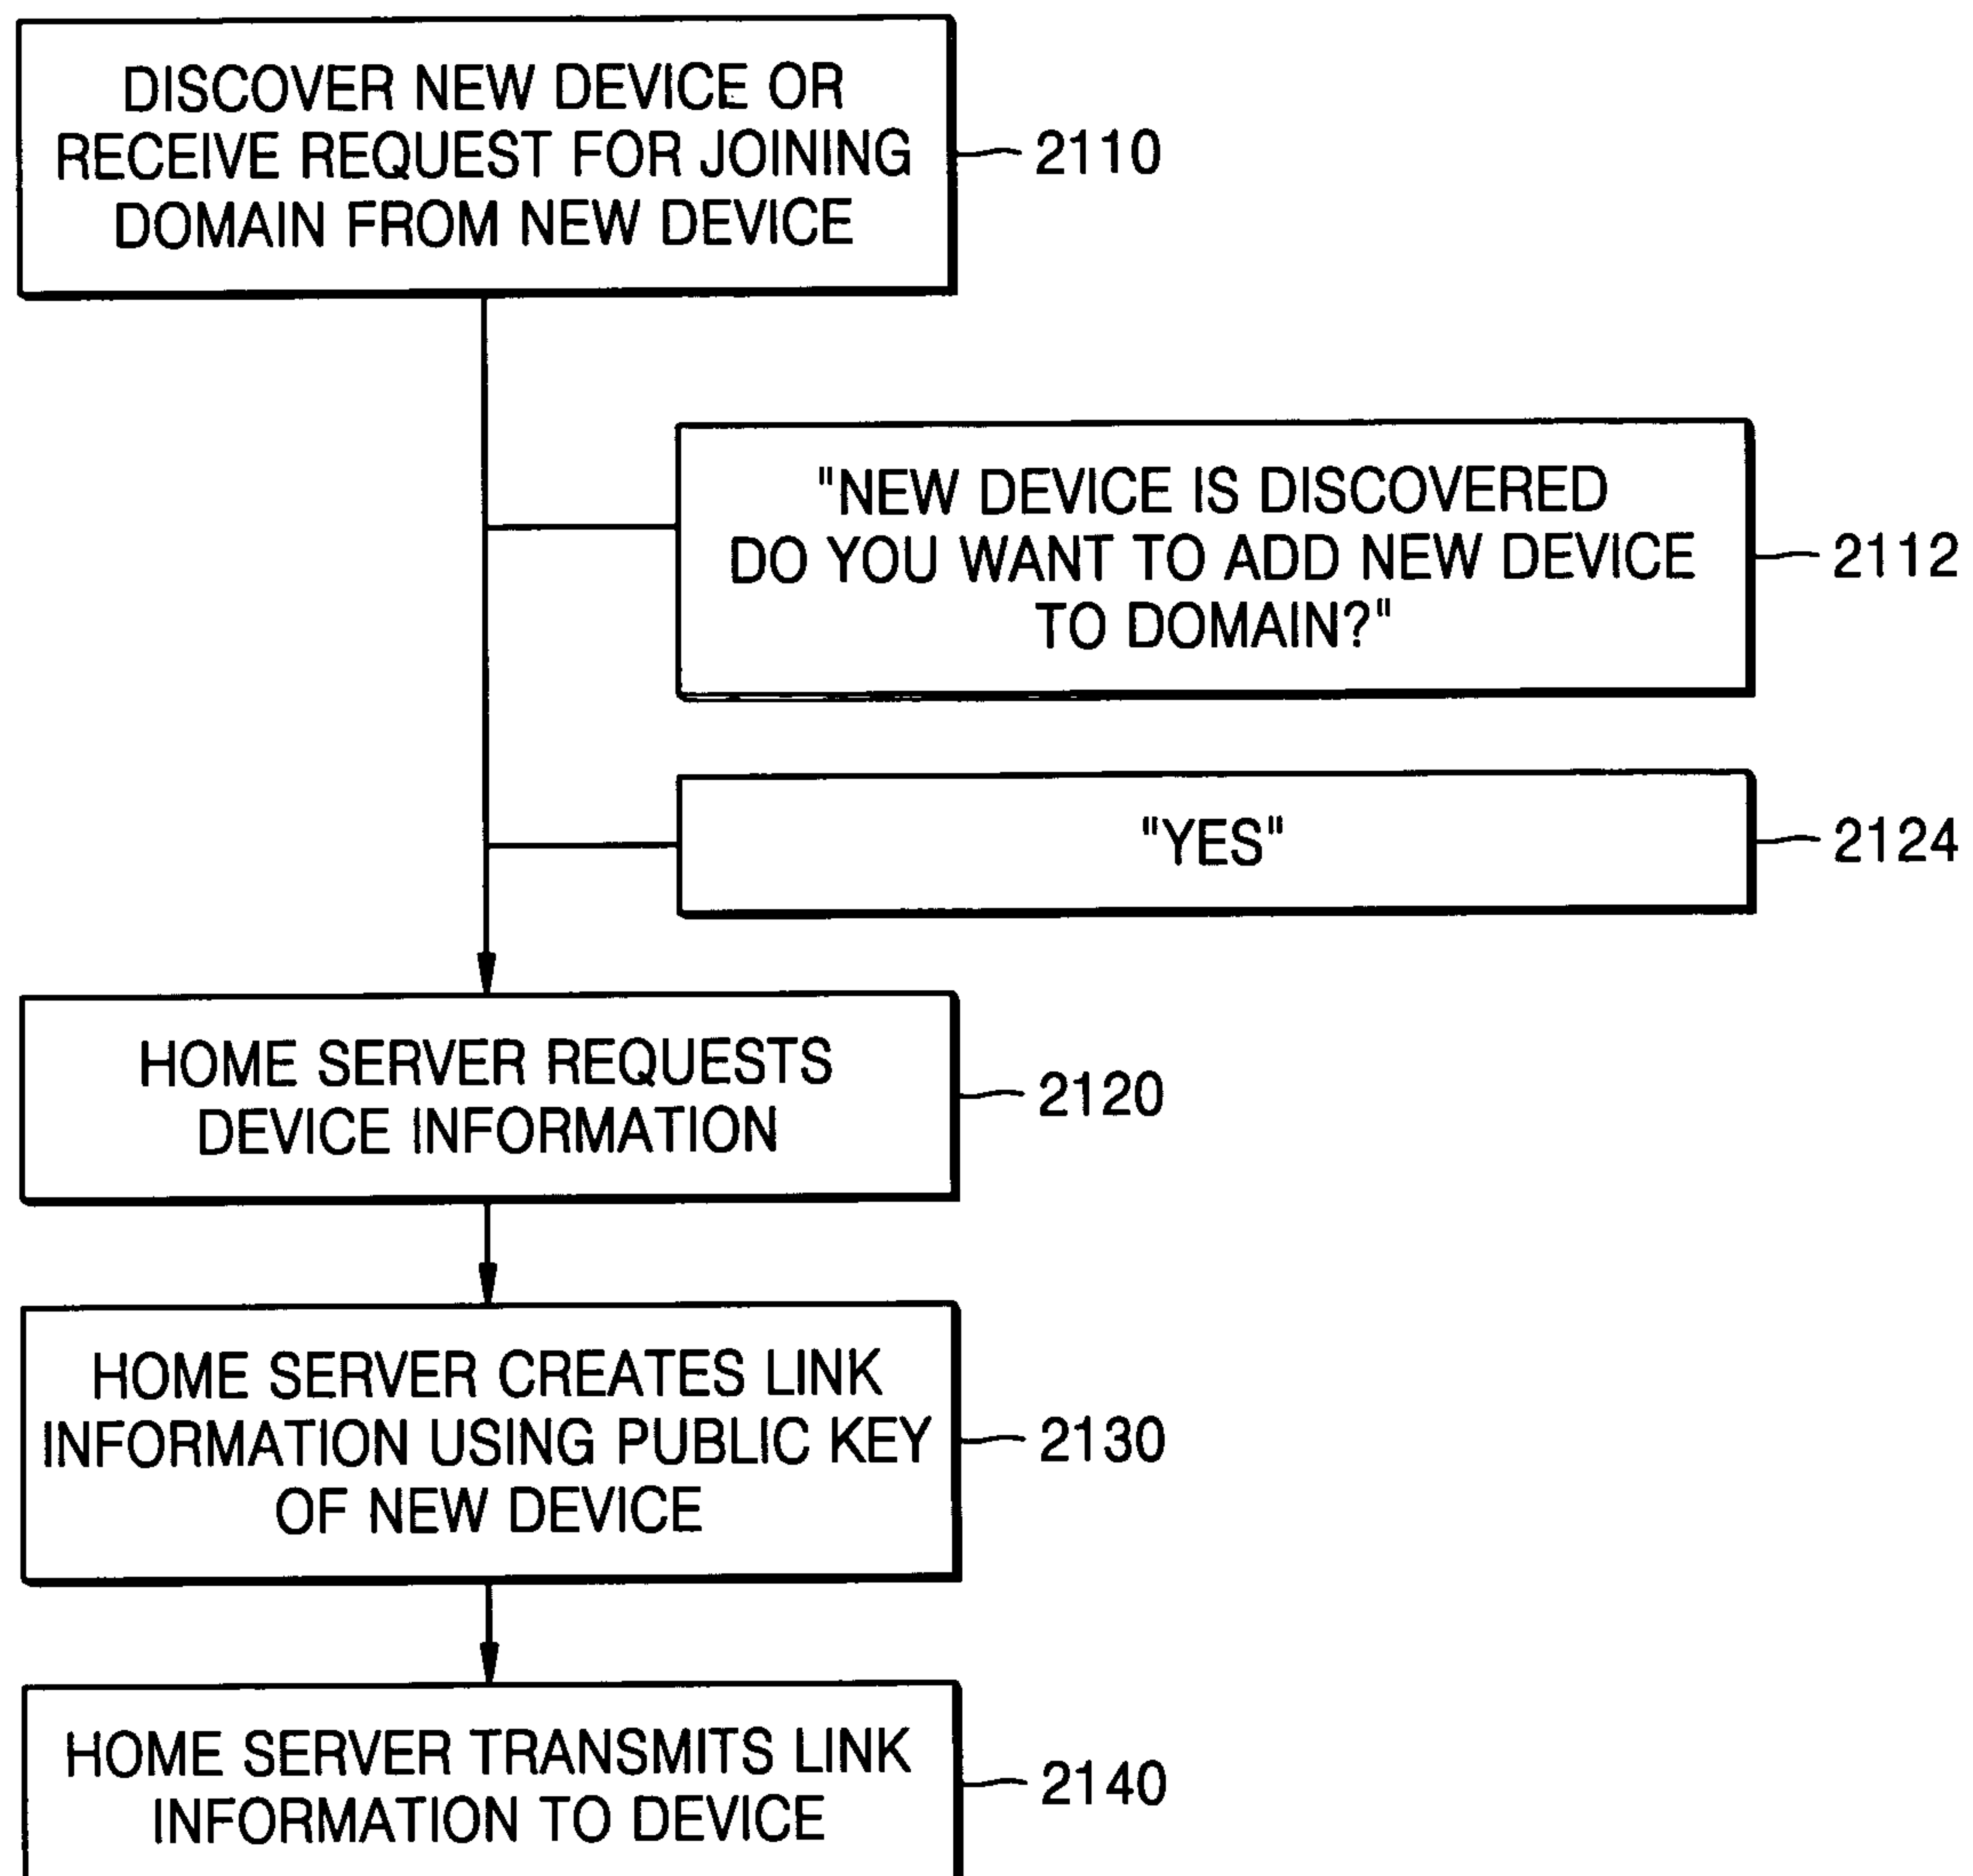 DISCOVER NEW DEVICE OR
RECEIVE REQUEST FOR JOINING
DOMAIN FROM NEW DEVICE
2110
"NEW DEVICE IS DISCOVERED
DO YOU WANT TO ADD NEW DEVICE
TO DOMAIN?"
2112
"YES"
2124
HOME SERVER REQUESTS
DEVICE INFORMATION
2120
HOME SERVER CREATES LINK
INFORMATION USING PUBLIC KEY
OF NEW DEVICE
2130
HOME SERVER TRANSMITS LINK
INFORMATION TO DEVICE
2140